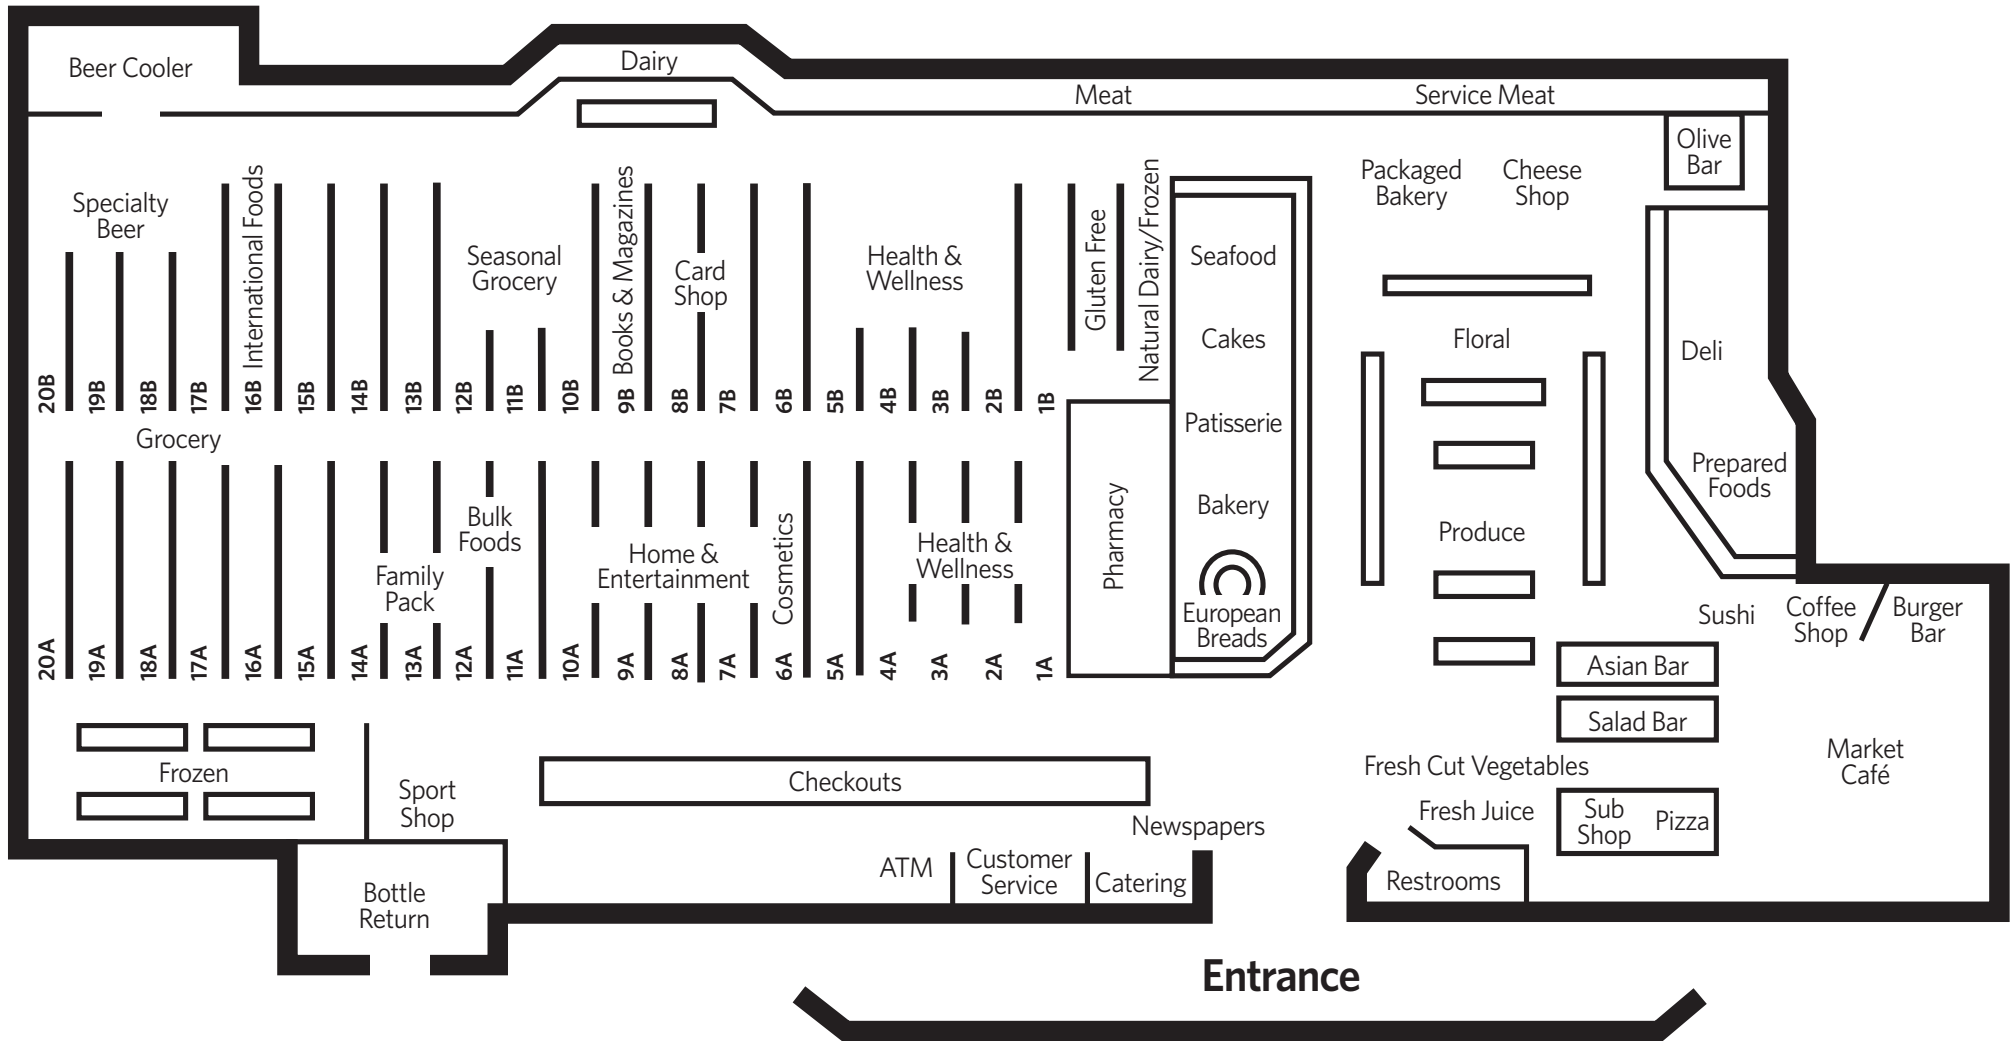 Beer Cooler
Dairy
Meat
Service Meat
Olive
Bar
Packaged
Bakery
Cheese
Shop
Specialty
Beer
International Foods
Seasonal
Grocery
Books & Magazines
Card
Shop
Health &
Wellness
Gluten Free
Natural Dairy/Frozen
Seafood
Cakes
Patisserie
Bakery
European
Breads
Floral
Deli
Prepared
Foods
Produce
20B
19B
18B
17B
16B
15B
14B
13B
12B
11B
10B
9B
8B
7B
6B
5B
4B
3B
2B
1B
Grocery
Family
Pack
Bulk
Foods
Home &
Entertainment
Cosmetics
Health &
Wellness
Pharmacy
20A
19A
18A
17A
16A
15A
14A
13A
12A
11A
10A
9A
8A
7A
6A
5A
4A
3A
2A
1A
Sushi
Coffee
Shop
Burger
Bar
Asian Bar
Salad Bar
Market
Café
Fresh Cut Vegetables
Fresh Juice
Sub
Shop
Pizza
Frozen
Sport
Shop
Checkouts
Newspapers
ATM
Customer
Service
Catering
Restrooms
Bottle
Return
Entrance